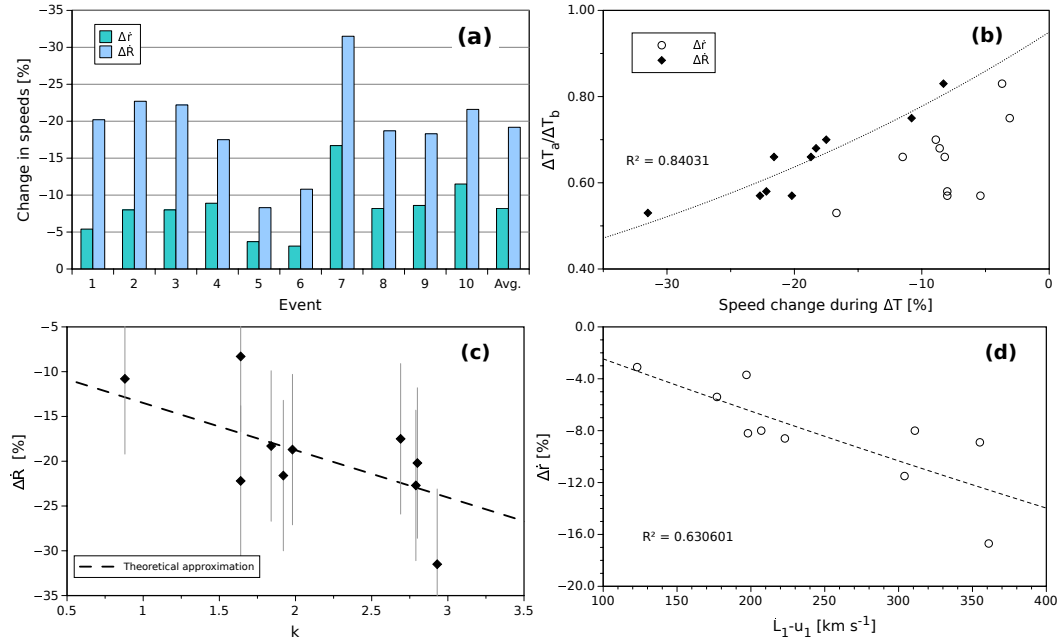 (a)
Δṙ
ΔṘ
Change in speeds [%]
−35
−30
−25
−20
−15
−10
−5
0
1 2 3 4 5 6 7 8 9 10 Avg.
Event
(b)
Δṙ
ΔṘ
R² = 0.84031
ΔTₐ/ΔT_b
1.00
0.80
0.60
0.40
−30 −20 −10 0
Speed change during ΔT [%]
(c)
ΔṘ [%]
−5
−10
−15
−20
−25
−30
−35
Theoretical approximation
0.5 1 1.5 2 2.5 3 3.5
k
(d)
Δṙ [%]
0.0
−4.0
−8.0
−12.0
−16.0
−20.0
R² = 0.630601
100 150 200 250 300 350 400
L̇₁-u₁ [km s⁻¹]